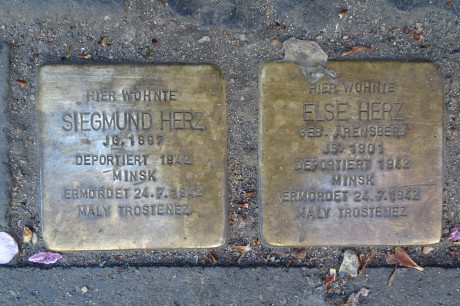 HIER WOHNTE
SIEGMUND HERZ
JG. 1887
DEPORTIERT 1942
MINSK
ERMORDET 24.7.1942
MALY TROSTENEZ
HIER WOHNTE
ELSE HERZ
GEB. ARENSBERG
JG. 1901
DEPORTIERT 1942
MINSK
ERMORDET 24.7.1942
MALY TROSTENEZ